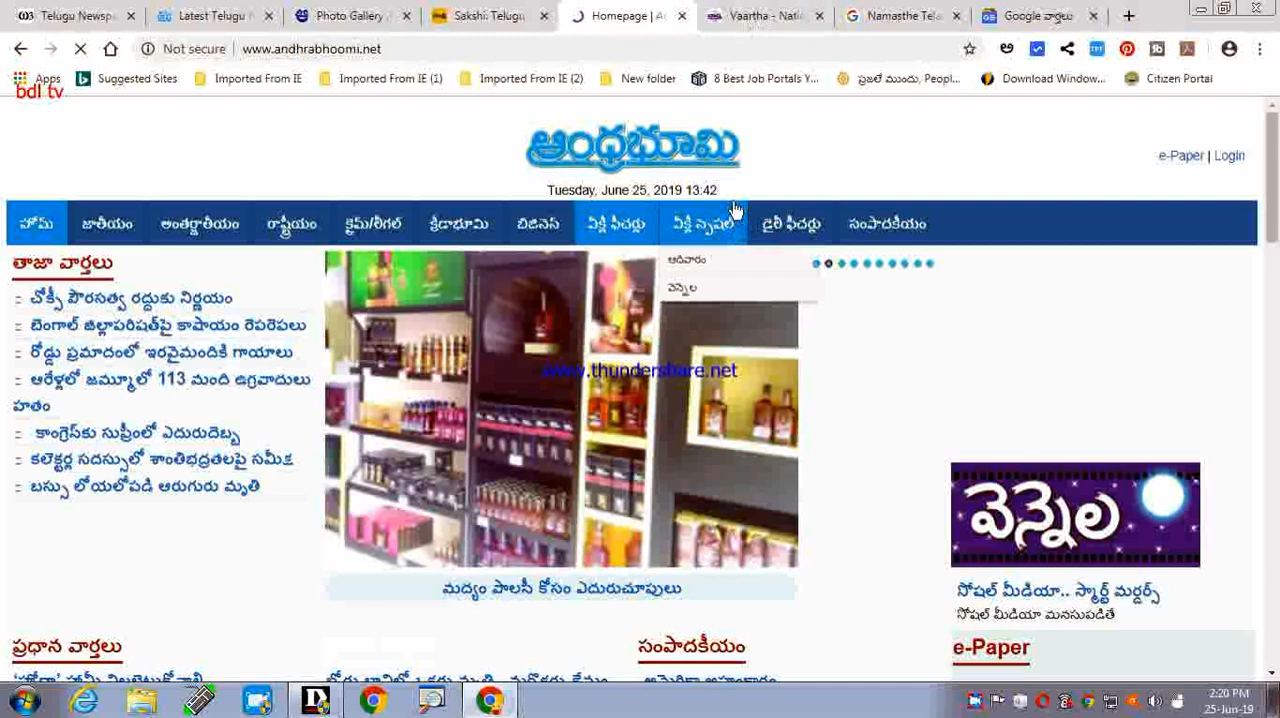 Telugu Newsp
Latest Telugu N
Photo Gallery
Sakshi Telugu
Homepage | A
Vaartha - Nati
Namasthe Tela
Google వార్తలు
Not secure
www.andhrabhoomi.net
Apps
Suggested Sites
Imported From IE
Imported From IE (1)
Imported From IE (2)
New folder
8 Best Job Portals Y...
ప్రజలే ముందు, Peopl...
Download Window...
Citizen Portal
bdl tv
ఆంధ్రభూమి
e-Paper | Login
Tuesday, June 25, 2019 13:42
హోమ్ జాతీయం అంతర్జాతీయం రాష్ట్రీయం క్రైమ్/లీగల్ క్రీడాభూమి బిజినెస్ వీక్లీ ఫీచర్లు వీక్లీ స్పెషల్ డైలీ ఫీచర్లు సంపాదకీయం
ఆదివారం
వెన్నెల
తాజా వార్తలు
చోక్సీ పౌరసత్వ రద్దుకు నిర్ణయం
బెంగాల్ జిల్లాపరిషత్‌పై కాషాయం రెపరెపలు
రోడ్డు ప్రమాదంలో ఇరవైమందికి గాయాలు
ఆరేళ్లలో జమ్మూలో 113 మంది ఉగ్రవాదులు
హతం
కాంగ్రెస్‌కు సుప్రీంలో ఎదురుదెబ్బ
కలెక్టర్ల సదస్సులో శాంతిభద్రతలపై సమీక్ష
బస్సు లోయలోపడి ఆరుగురు మృతి
www.thundershare.net
మద్యం పాలసీ కోసం ఎదురుచూపులు
వెన్నెల
సోషల్ మీడియా.. స్మార్ట్ మర్డర్స్
సోషల్ మీడియా మనసుపడితే
ప్రధాన వార్తలు
సంపాదకీయం
e-Paper
2:20 PM
25-Jun-19